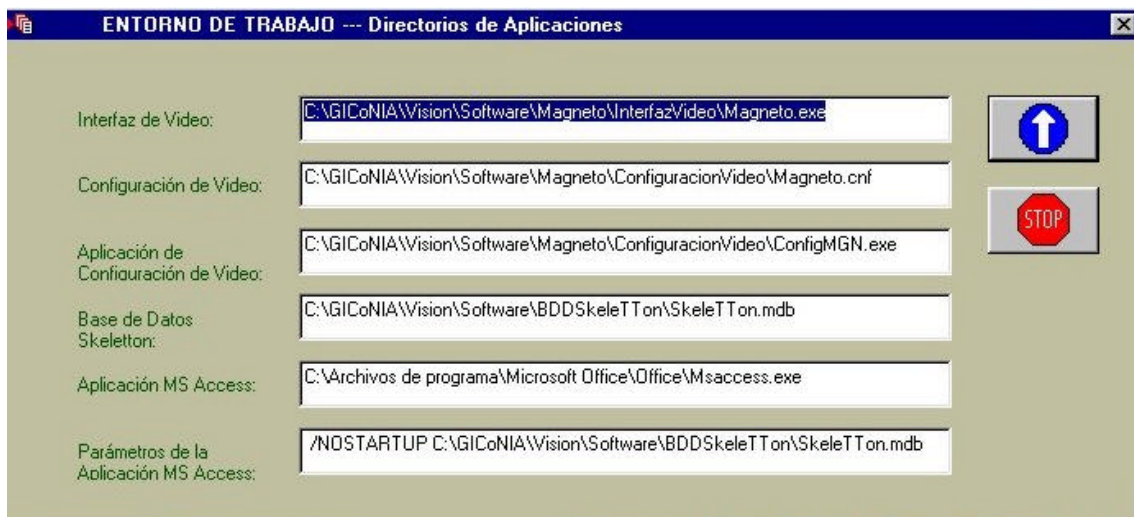 ENTORNO DE TRABAJO --- Directorios de Aplicaciones
Interfaz de Video:
C:\GICoNIA\Vision\Software\Magneto\InterfazVideo\Magneto.exe
Configuración de Video:
C:\GICoNIA\Vision\Software\Magneto\ConfiguracionVideo\Magneto.cnf
Aplicación de
Configuración de Video:
C:\GICoNIA\Vision\Software\Magneto\ConfiguracionVideo\ConfigMGN.exe
Base de Datos
Skeletton:
C:\GICoNIA\Vision\Software\BDDSkeleTTon\SkeleTTon.mdb
Aplicación MS Access:
C:\Archivos de programa\Microsoft Office\Office\Msaccess.exe
Parámetros de la
Aplicación MS Access:
/NOSTARTUP C:\GICoNIA\Vision\Software\BDDSkeleTTon\SkeleTTon.mdb
STOP